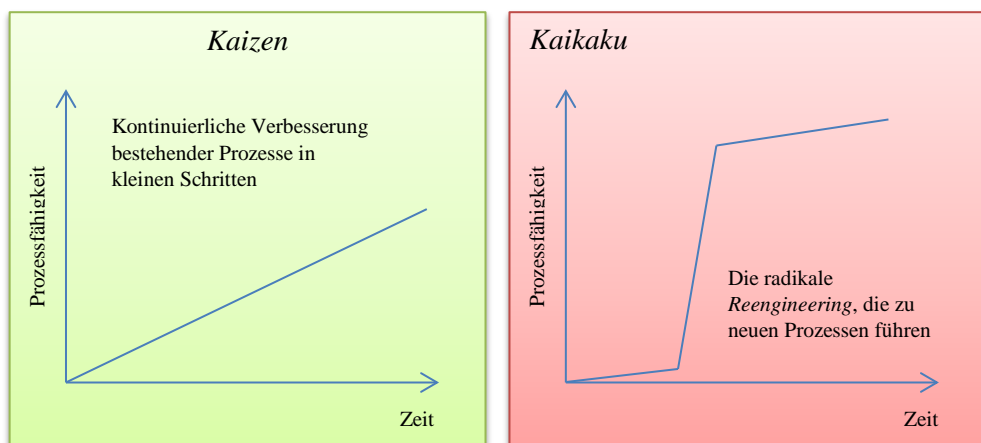 Kaizen
Prozessfähigkeit
Kontinuierliche Verbesserung
bestehender Prozesse in
kleinen Schritten
Zeit
Kaikaku
Prozessfähigkeit
Die radikale
Reengineering, die zu
neuen Prozessen führen
Zeit